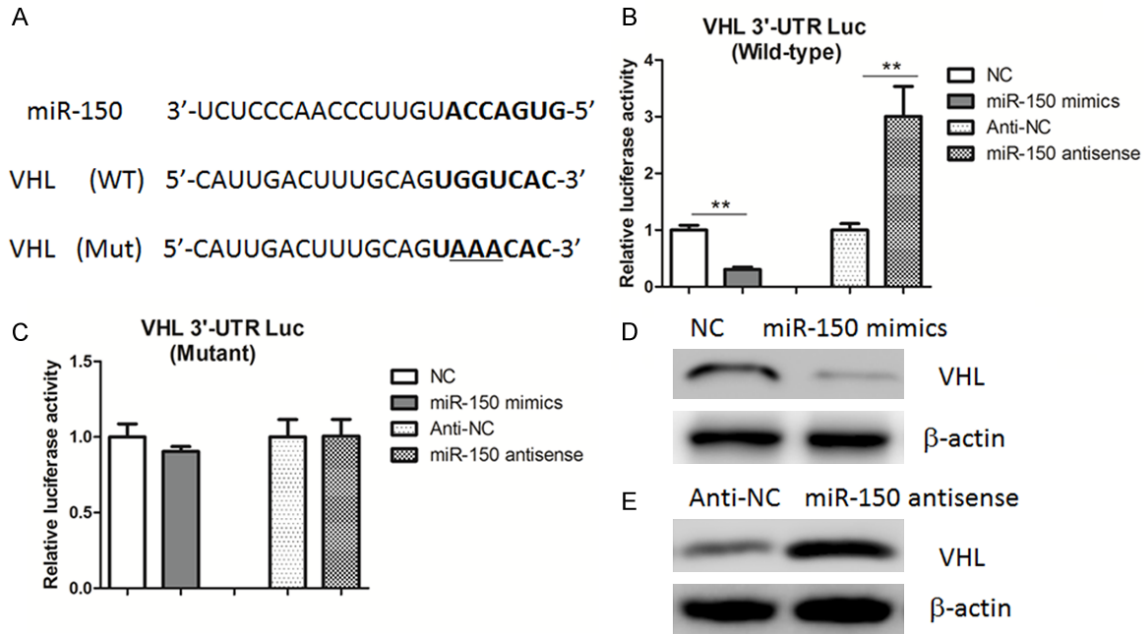 A
miR-150 3'-UCUCCCAACCCUUGUACCAGUG-5'
VHL (WT) 5'-CAUUGACUUUGCAGUGGUCAC-3'
VHL (Mut) 5'-CAUUGACUUUGCAGUAAACAC-3'
B
VHL 3'-UTR Luc
(Wild-type)
Relative luciferase activity
4
3
2
1
0
**
**
NC
miR-150 mimics
Anti-NC
miR-150 antisense
C
VHL 3'-UTR Luc
(Mutant)
Relative luciferase activity
1.5
1.0
0.5
0.0
NC
miR-150 mimics
Anti-NC
miR-150 antisense
D
NC miR-150 mimics
VHL
β-actin
E
Anti-NC miR-150 antisense
VHL
β-actin